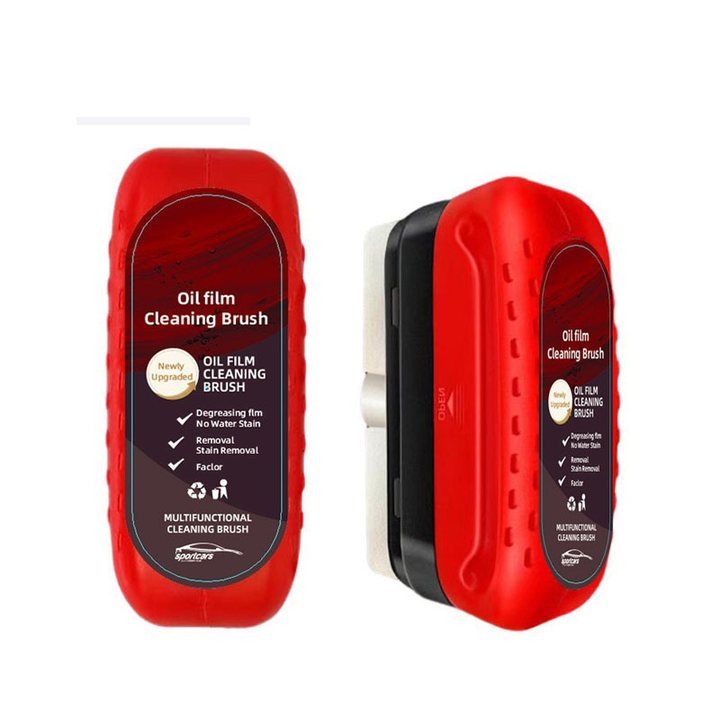 Oil film
Cleaning Brush
Newly
Upgraded
OIL FILM
CLEANING
BRUSH
Degreasing flm
No Water Stain
Removal
Stain Removal
Faclor
MULTIFUNCTIONAL
CLEANING BRUSH
sportcars
OPEN
Oil film
Cleaning Brush
Newly
Upgraded
OIL FILM
CLEANING
BRUSH
Degreasing flm
No Water Stain
Removal
Stain Removal
Faclor
MULTIFUNCTIONAL
CLEANING BRUSH
sportcars